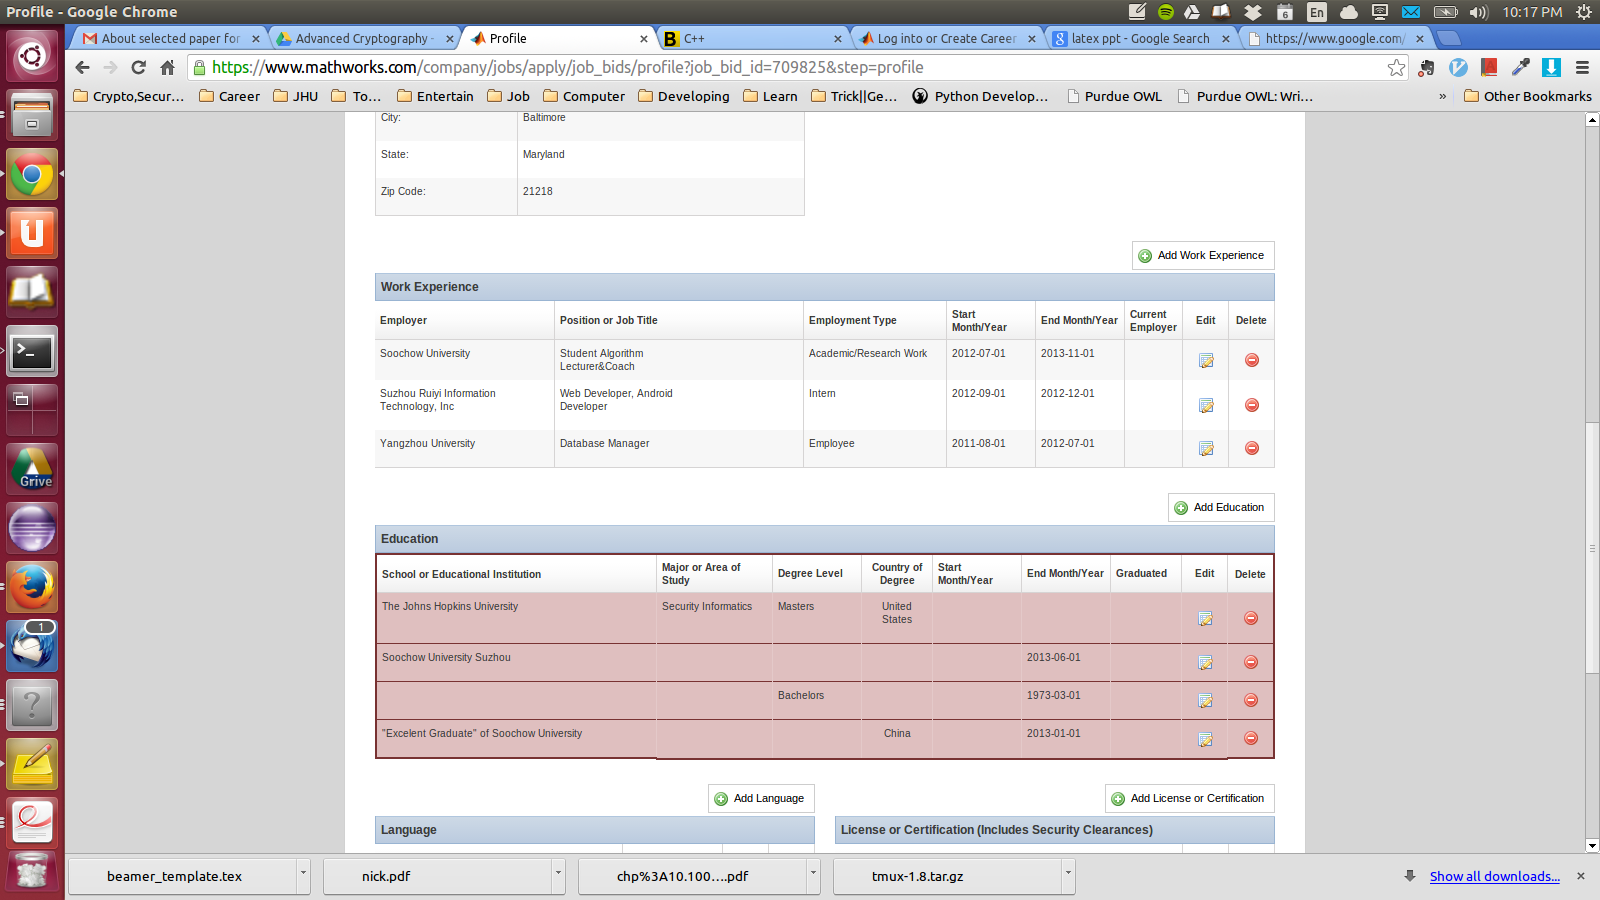 Profile - Google Chrome
6
En
10:17 PM
About selected paper for
Advanced Cryptography -
Profile
C++
Log into or Create Career
latex ppt - Google Search
https://www.google.com/
https://www.mathworks.com/company/jobs/apply/job_bids/profile?job_bid_id=709825&step=profile
Crypto,Secur...
Career
JHU
To...
Entertain
Job
Computer
Developing
Learn
Trick||Ge...
Python Develop...
Purdue OWL
Purdue OWL: Wri...
»
Other Bookmarks
City: Baltimore
State: Maryland
Zip Code: 21218
Add Work Experience
Work Experience
Employer
Position or Job Title
Employment Type
Start
Month/Year
End Month/Year
Current
Employer
Edit
Delete
Soochow University
Student Algorithm
Lecturer&Coach
Academic/Research Work
2012-07-01
2013-11-01
Suzhou Ruiyi Information
Technology, Inc
Web Developer, Android
Developer
Intern
2012-09-01
2012-12-01
Yangzhou University
Database Manager
Employee
2011-08-01
2012-07-01
Add Education
Education
School or Educational Institution
Major or Area of
Study
Degree Level
Country of
Degree
Start
Month/Year
End Month/Year
Graduated
Edit
Delete
The Johns Hopkins University
Security Informatics
Masters
United
States
Soochow University Suzhou
2013-06-01
Bachelors
1973-03-01
"Excelent Graduate" of Soochow University
China
2013-01-01
Add Language
Add License or Certification
Language
License or Certification (Includes Security Clearances)
Grive
1
beamer_template.tex
nick.pdf
chp%3A10.100....pdf
tmux-1.8.tar.gz
Show all downloads...